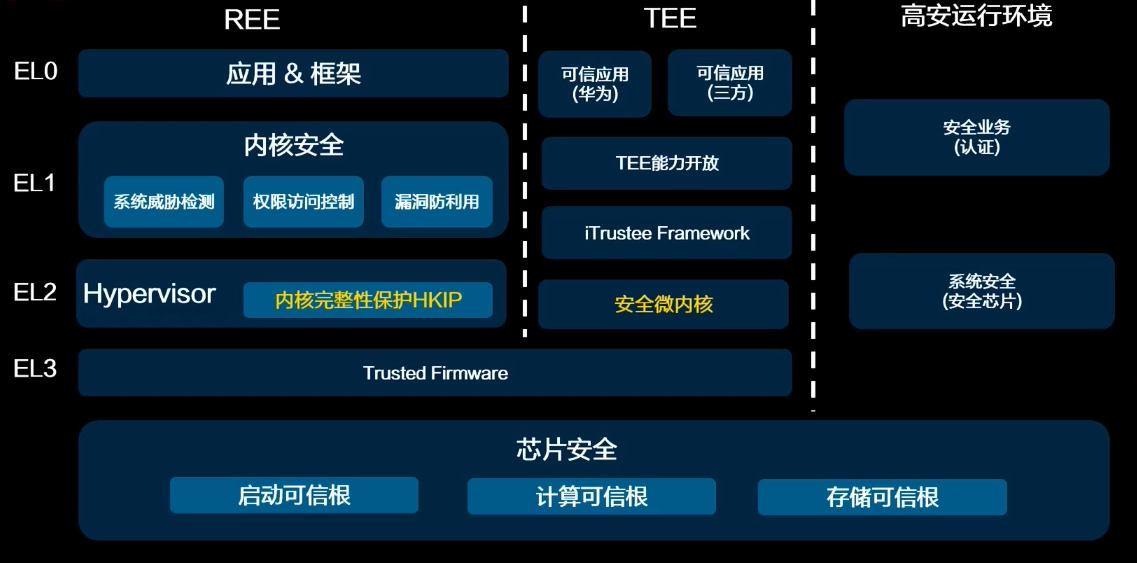 REE
TEE
高安运行环境
EL0
应用 & 框架
可信应用
(华为)
可信应用
(三方)
安全业务
(认证)
EL1
内核安全
系统威胁检测
权限访问控制
漏洞防利用
TEE能力开放
iTrustee Framework
EL2
Hypervisor
内核完整性保护HKIP
安全微内核
系统安全
(安全芯片)
EL3
Trusted Firmware
芯片安全
启动可信根
计算可信根
存储可信根